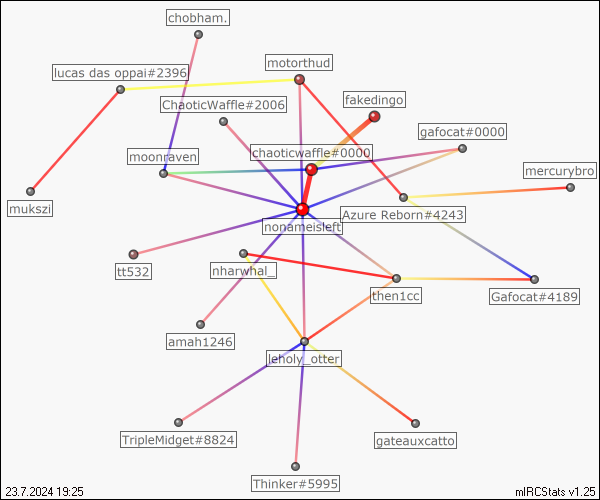 chobham.
motorthud
lucas das oppai#2396
fakedingo
ChaoticWaffle#2006
gafocat#0000
chaoticwaffle#0000
moonraven
mercurybro
mukszi
Azure Reborn#4243
nonameisleft
tt532
nharwhal_
then1cc
Gafocat#4189
amah1246
leholy_otter
TripleMidget#8824
gateauxcatto
Thinker#5995
23.7.2024 19:25
mIRCStats v1.25